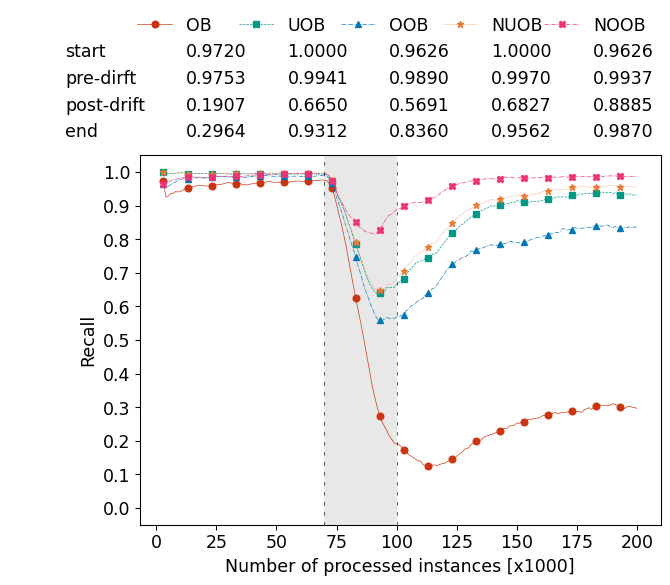 OB UOB OOB NUOB NOOB
start 0.9720 1.0000 0.9626 1.0000 0.9626
pre-dirft 0.9753 0.9941 0.9890 0.9970 0.9937
post-drift 0.1907 0.6650 0.5691 0.6827 0.8885
end 0.2964 0.9312 0.8360 0.9562 0.9870
1.0
0.9
0.8
0.7
0.6
0.5
0.4
0.3
0.2
0.1
0.0
Recall
0 25 50 75 100 125 150 175 200
Number of processed instances [x1000]